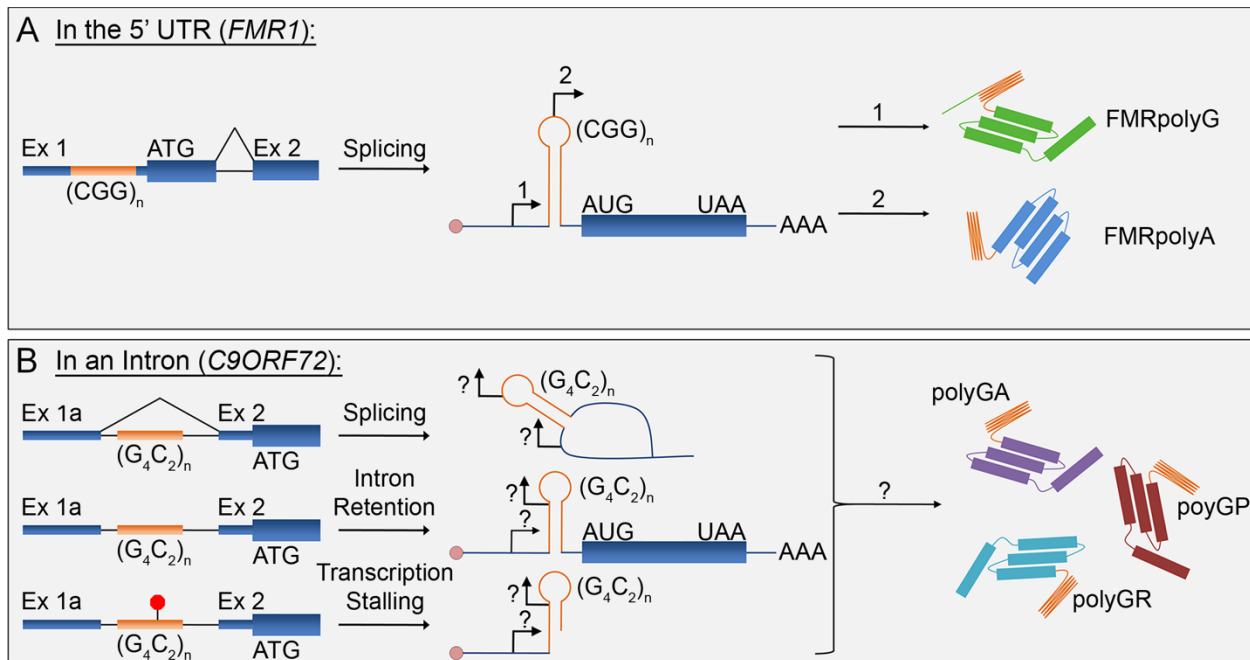 A In the 5’ UTR (FMR1):
Ex 1
ATG
Ex 2
(CGG)n
Splicing
2
(CGG)n
1
AUG
UAA
AAA
1
FMRpolyG
2
FMRpolyA
B In an Intron (C9ORF72):
Ex 1a
Ex 2
(G4C2)n
ATG
Splicing
?
(G4C2)n
?
Ex 1a
Ex 2
(G4C2)n
ATG
Intron
Retention
?
(G4C2)n
?
AUG
UAA
AAA
Ex 1a
Ex 2
(G4C2)n
ATG
Transcription
Stalling
?
(G4C2)n
?
?
polyGA
poyGP
polyGR